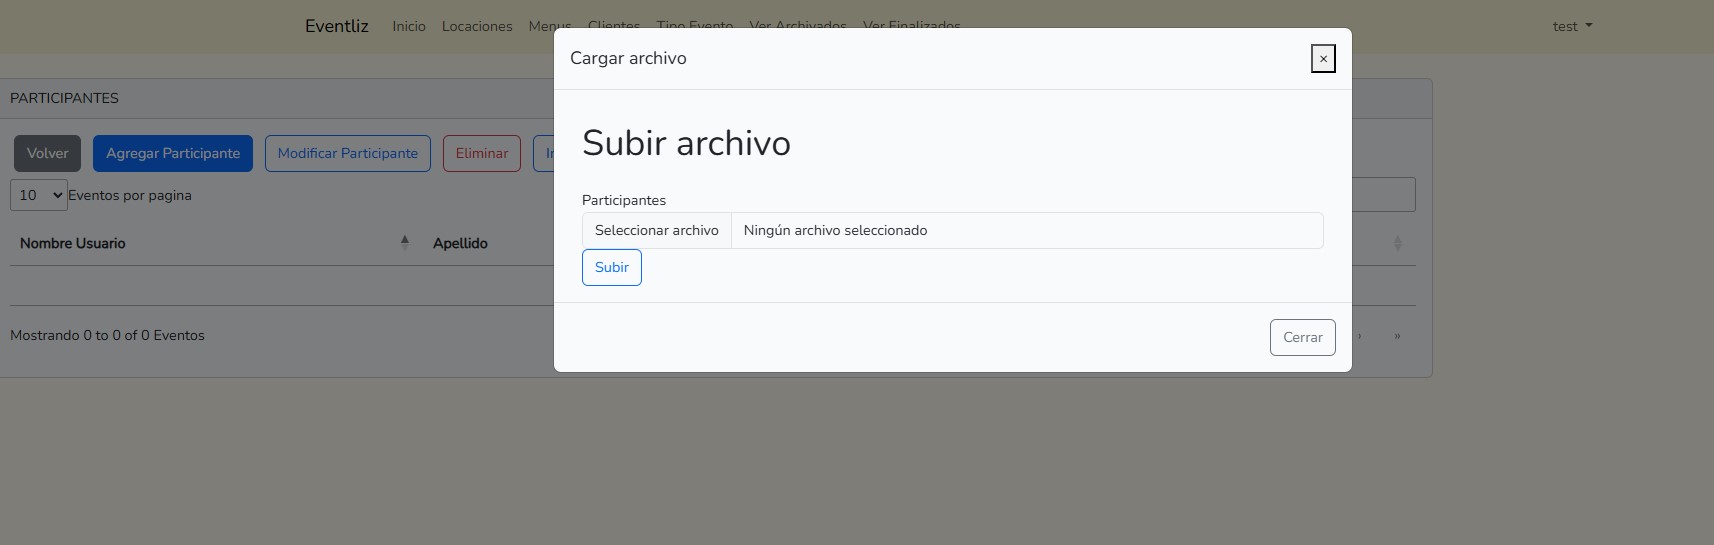 Eventliz Inicio Locaciones Menus Clientes Tipo Evento Ver Archivados Ver Finalizados test
Cargar archivo ×
PARTICIPANTES
Subir archivo
Volver Agregar Participante Modificar Participante Eliminar
10 Eventos por pagina
Participantes
Seleccionar archivo Ningún archivo seleccionado
Nombre Usuario Apellido
Subir
Mostrando 0 to 0 of 0 Eventos › »
Cerrar